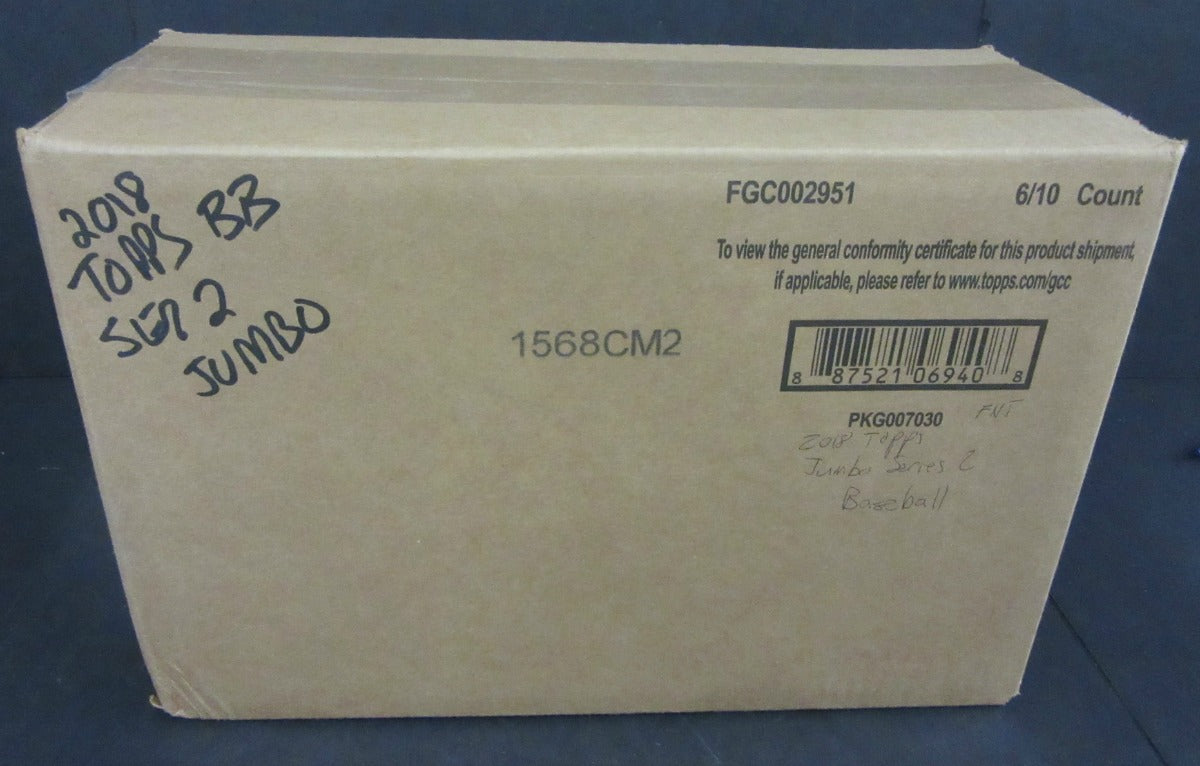 2018
TOPPS BB
SER 2
JUMBO
FGC002951 6/10 Count
To view the general conformity certificate for this product shipment,
if applicable, please refer to www.topps.com/gcc
1568CM2
8 87521 06940 8
PKG007030 FNT
2018 Topps
Jumbo Series 2
Baseball